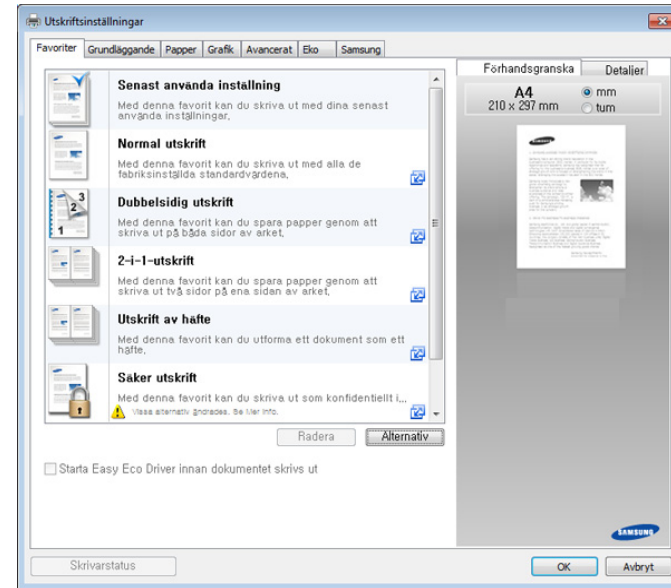 Utskriftsinställningar
Favoriter Grundläggande Papper Grafik Avancerat Eko Samsung
Senast använda inställning
Med denna favorit kan du skriva ut med dina senast
använda inställningar.
Normal utskrift
Med denna favorit kan du skriva ut med alla de
fabriksinställda standardvärdena.
Dubbelsidig utskrift
Med denna favorit kan du spara papper genom att
skriva ut på båda sidor av arket.
2-i-1-utskrift
Med denna favorit kan du spara papper genom att
skriva ut två sidor på ena sidan av arket.
Utskrift av häfte
Med denna favorit kan du utforma ett dokument som ett
häfte.
Säker utskrift
Med denna favorit kan du skriva ut som konfidentiellt i...
Vissa alternativ ändrades. Se Mer info.
Radera Alternativ
Starta Easy Eco Driver innan dokumentet skrivs ut
Förhandsgranska Detaljer
A4
210 x 297 mm
mm
tum
SAMSUNG
Skrivarstatus OK Avbryt